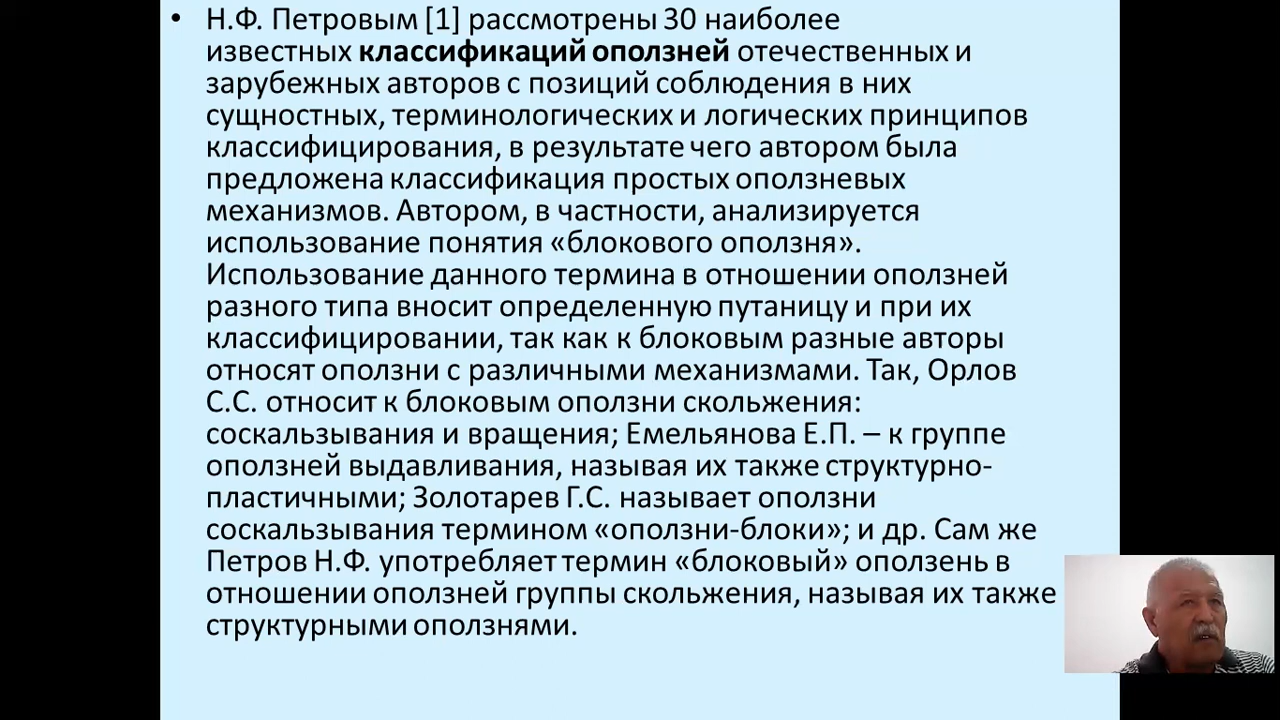 • Н.Ф. Петровым [1] рассмотрены 30 наиболее
известных классификаций оползней отечественных и
зарубежных авторов с позиций соблюдения в них
сущностных, терминологических и логических принципов
классифицирования, в результате чего автором была
предложена классификация простых оползневых
механизмов. Автором, в частности, анализируется
использование понятия «блокового оползня».
Использование данного термина в отношении оползней
разного типа вносит определенную путаницу и при их
классифицировании, так как к блоковым разные авторы
относят оползни с различными механизмами. Так, Орлов
С.С. относит к блоковым оползни скольжения:
соскальзывания и вращения; Емельянова Е.П. – к группе
оползней выдавливания, называя их также структурно-
пластичными; Золотарев Г.С. называет оползни
соскальзывания термином «оползни-блоки»; и др. Сам же
Петров Н.Ф. употребляет термин «блоковый» оползень в
отношении оползней группы скольжения, называя их также
структурными оползнями.